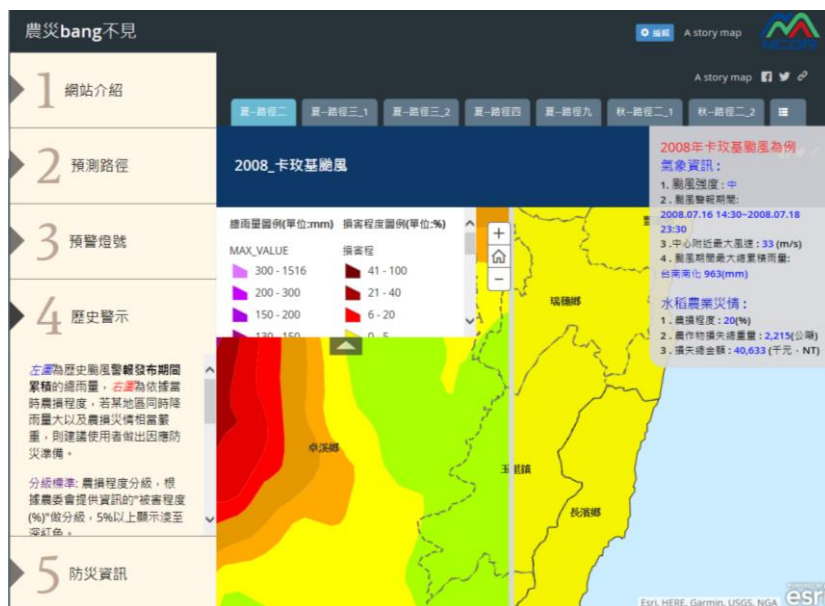 農災bang不見
編輯
A story map
NCDR
A story map
1 網站介紹
2 預測路徑
3 預警燈號
4 歷史警示
左圖為歷史颱風警報發布期間
累積的總雨量，右圖為依據當
時農損程度，若某地區同時降
雨量大以及農損災情相當嚴
重，則建議使用者做出因應防
災準備。
分級標準: 農損程度分級，根
據農委會提供資訊的"被害程度
(%)"做分級，5%以上顯示淺至
深紅色。
5 防災資訊
夏--路徑二 夏--路徑三_1 夏--路徑三_2 夏--路徑四 夏--路徑九 秋--路徑二_1 秋--路徑二_2
2008_卡玫基颱風
總雨量圖例(單位:mm) 損害程度圖例(單位:%)
MAX_VALUE 損害程
300 - 1516 41 - 100
200 - 300 21 - 40
150 - 200 6 - 20
130 - 150 0 - 5
+
−
2008年卡玫基颱風為例
氣象資訊：
1. 颱風強度：中
2. 颱風警報期間:
2008.07.16 14:30~2008.07.18
23:30
3.中心附近最大風速：33 (m/s)
4. 颱風期間最大總累積雨量:
台南南化 963(mm)
水稻農業災情：
1. 農損程度：20(%)
2. 農作物損失總重量：2,215(公噸)
3. 損失總金額：40,633 (千元，NT)
瑞穗鄉
卓溪鄉
玉里鎮
長濱鄉
Esri, HERE, Garmin, USGS, NGA
POWERED BY
esri